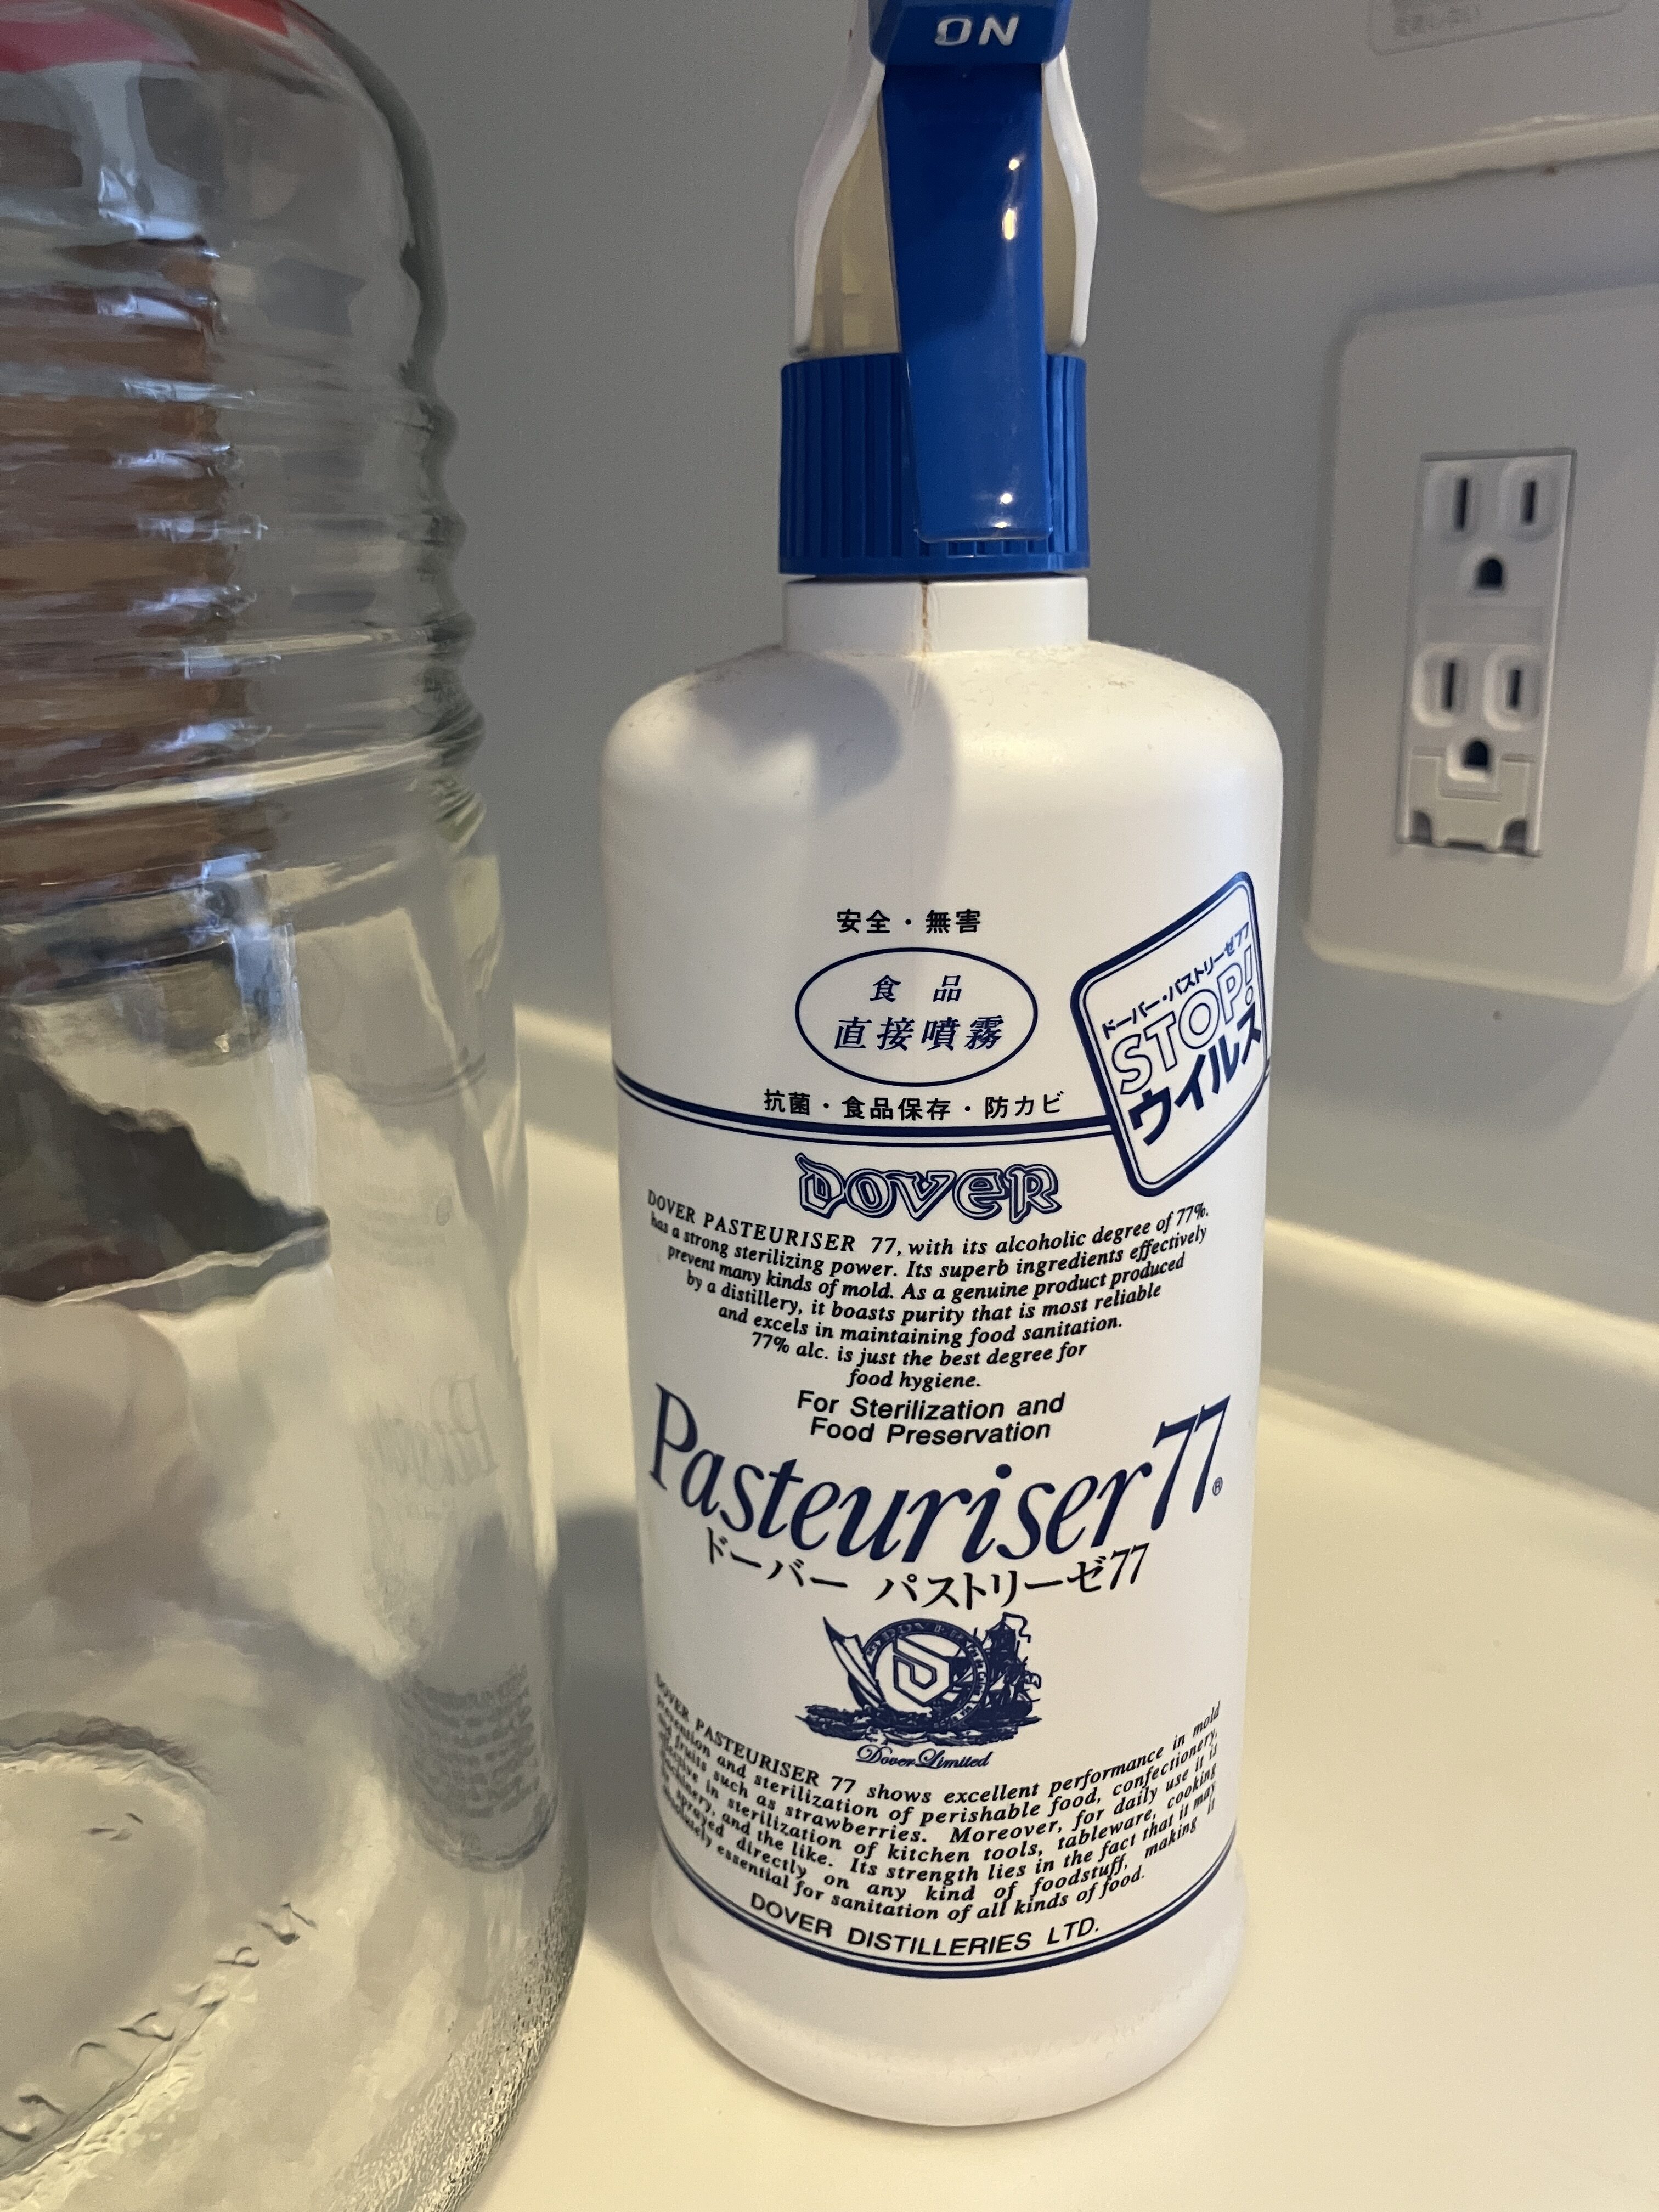 ON
安全・無害
食品
直接噴霧
抗菌・食品保存・防カビ
ドーバー・パストリーゼ77
STOP!
ウイルス
DOVER
DOVER PASTEURISER 77, with its alcoholic degree of 77%.
has a strong sterilizing power. Its superb ingredients effectively
prevent many kinds of mold. As a genuine product produced
by a distillery, it boasts purity that is most reliable
and excels in maintaining food sanitation.
77% alc. is just the best degree for
food hygiene.
For Sterilization and
Food Preservation
Pasteuriser77®
ドーバー パストリーゼ77
Dover Limited
DOVER PASTEURISER 77 shows excellent performance in mold
prevention and sterilization of perishable food, confectionery,
and fruits such as strawberries. Moreover, for daily use it is
effective in sterilization of kitchen tools, tableware, cooking
machinery, and the like. Its strength lies in the fact that it may
sprayed directly on any kind of foodstuff, making it
absolutely essential for sanitation of all kinds of food.
DOVER DISTILLERIES LTD.